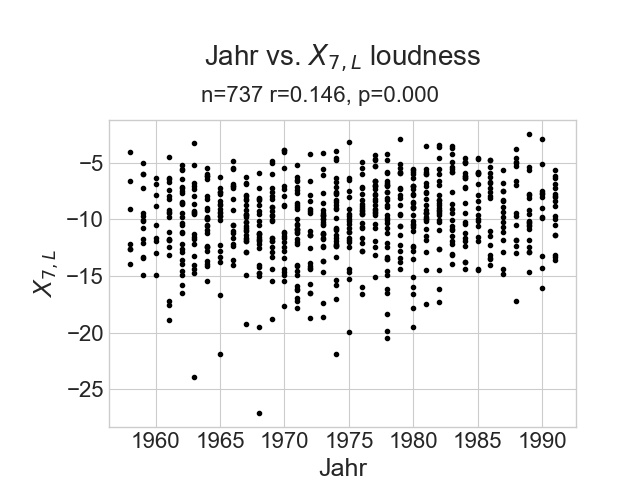 Jahr vs. X7, L loudness
n=737 r=0.146, p=0.000
X7, L
−5
−10
−15
−20
−25
1960 1965 1970 1975 1980 1985 1990
Jahr